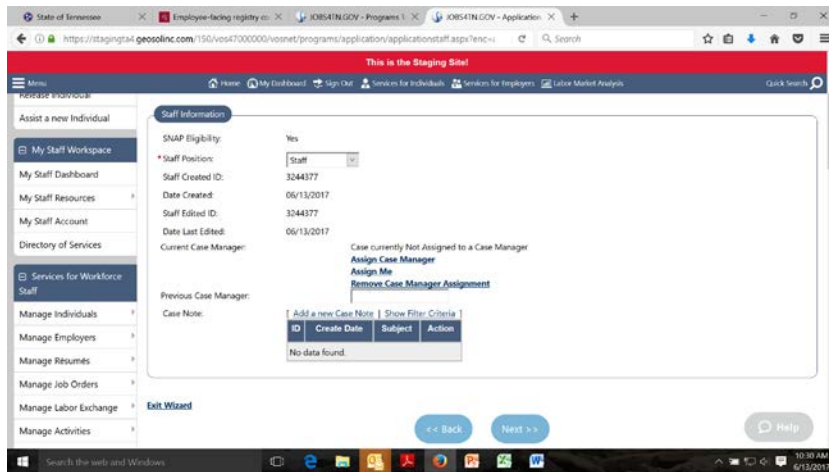 State of Tennessee
Employee-facing registry co
JOBS4TN.GOV - Programs 1
JOBS4TN.GOV - Application
https://stagingta4.geosolinc.com/150/vos47000000/vosnet/programs/application/applicationstaff.aspx?enc=
Search
This is the Staging Site!
Menu
Home My Dashboard Sign Out Services for Individuals Services for Employers Labor Market Analysis
Quick Search
Release Individual
Assist a new Individual
My Staff Workspace
My Staff Dashboard
My Staff Resources
My Staff Account
Directory of Services
Services for Workforce
Staff
Manage Individuals
Manage Employers
Manage Résumés
Manage Job Orders
Manage Labor Exchange
Manage Activities
Staff Information
SNAP Eligibility: Yes
* Staff Position: Staff
Staff Created ID: 3244377
Date Created: 06/13/2017
Staff Edited ID: 3244377
Date Last Edited: 06/13/2017
Current Case Manager: Case currently Not Assigned to a Case Manager
Assign Case Manager
Assign Me
Remove Case Manager Assignment
Previous Case Manager:
Case Note: [ Add a new Case Note | Show Filter Criteria ]
ID Create Date Subject Action
No data found.
Exit Wizard
<< Back
Next >>
Help
Search the web and Windows
10:30 AM
6/13/201